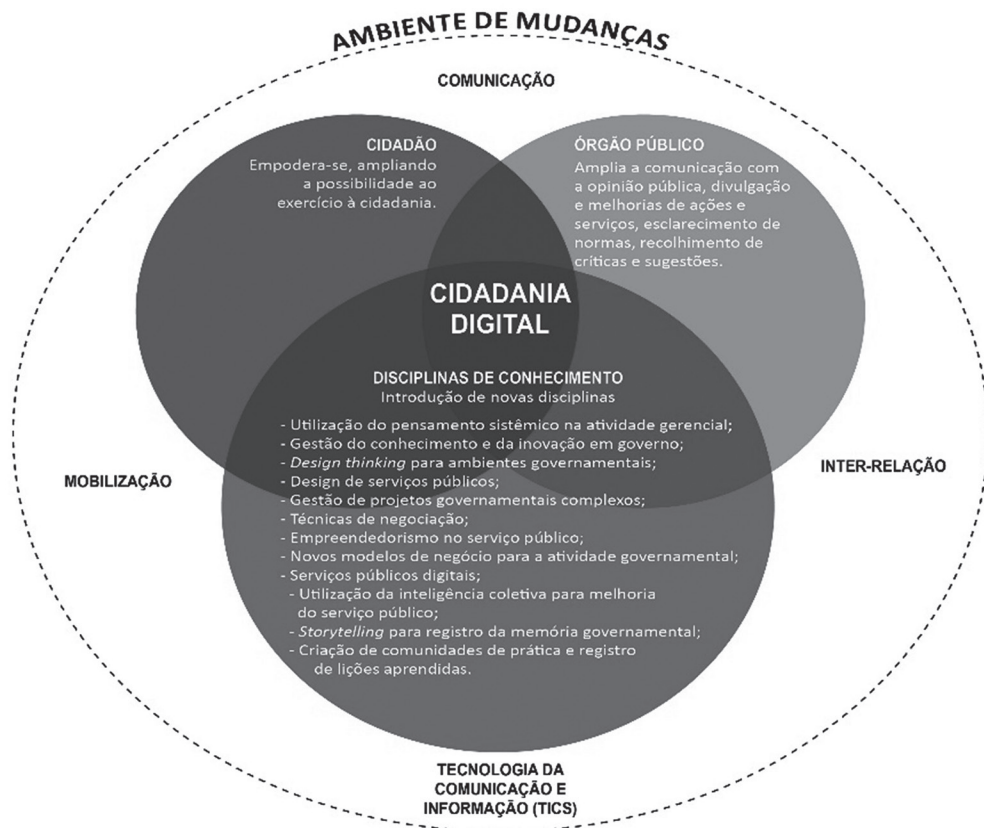 AMBIENTE DE MUDANÇAS
COMUNICAÇÃO
CIDADÃO
Empodera-se, ampliando
a possibilidade ao
exercício à cidadania.
ÓRGÃO PÚBLICO
Amplia a comunicação com
a opinião pública, divulgação
e melhorias de ações e
serviços, esclarecimento de
normas, recolhimento de
críticas e sugestões.
CIDADANIA
DIGITAL
DISCIPLINAS DE CONHECIMENTO
Introdução de novas disciplinas
- Utilização do pensamento sistêmico na atividade gerencial;
- Gestão do conhecimento e da inovação em governo;
- Design thinking para ambientes governamentais;
- Design de serviços públicos;
- Gestão de projetos governamentais complexos;
- Técnicas de negociação;
- Empreendedorismo no serviço público;
- Novos modelos de negócio para a atividade governamental;
- Serviços públicos digitais;
- Utilização da inteligência coletiva para melhoria
do serviço público;
- Storytelling para registro da memória governamental;
- Criação de comunidades de prática e registro
de lições aprendidas.
MOBILIZAÇÃO
INTER-RELAÇÃO
TECNOLOGIA DA
COMUNICAÇÃO E
INFORMAÇÃO (TICS)